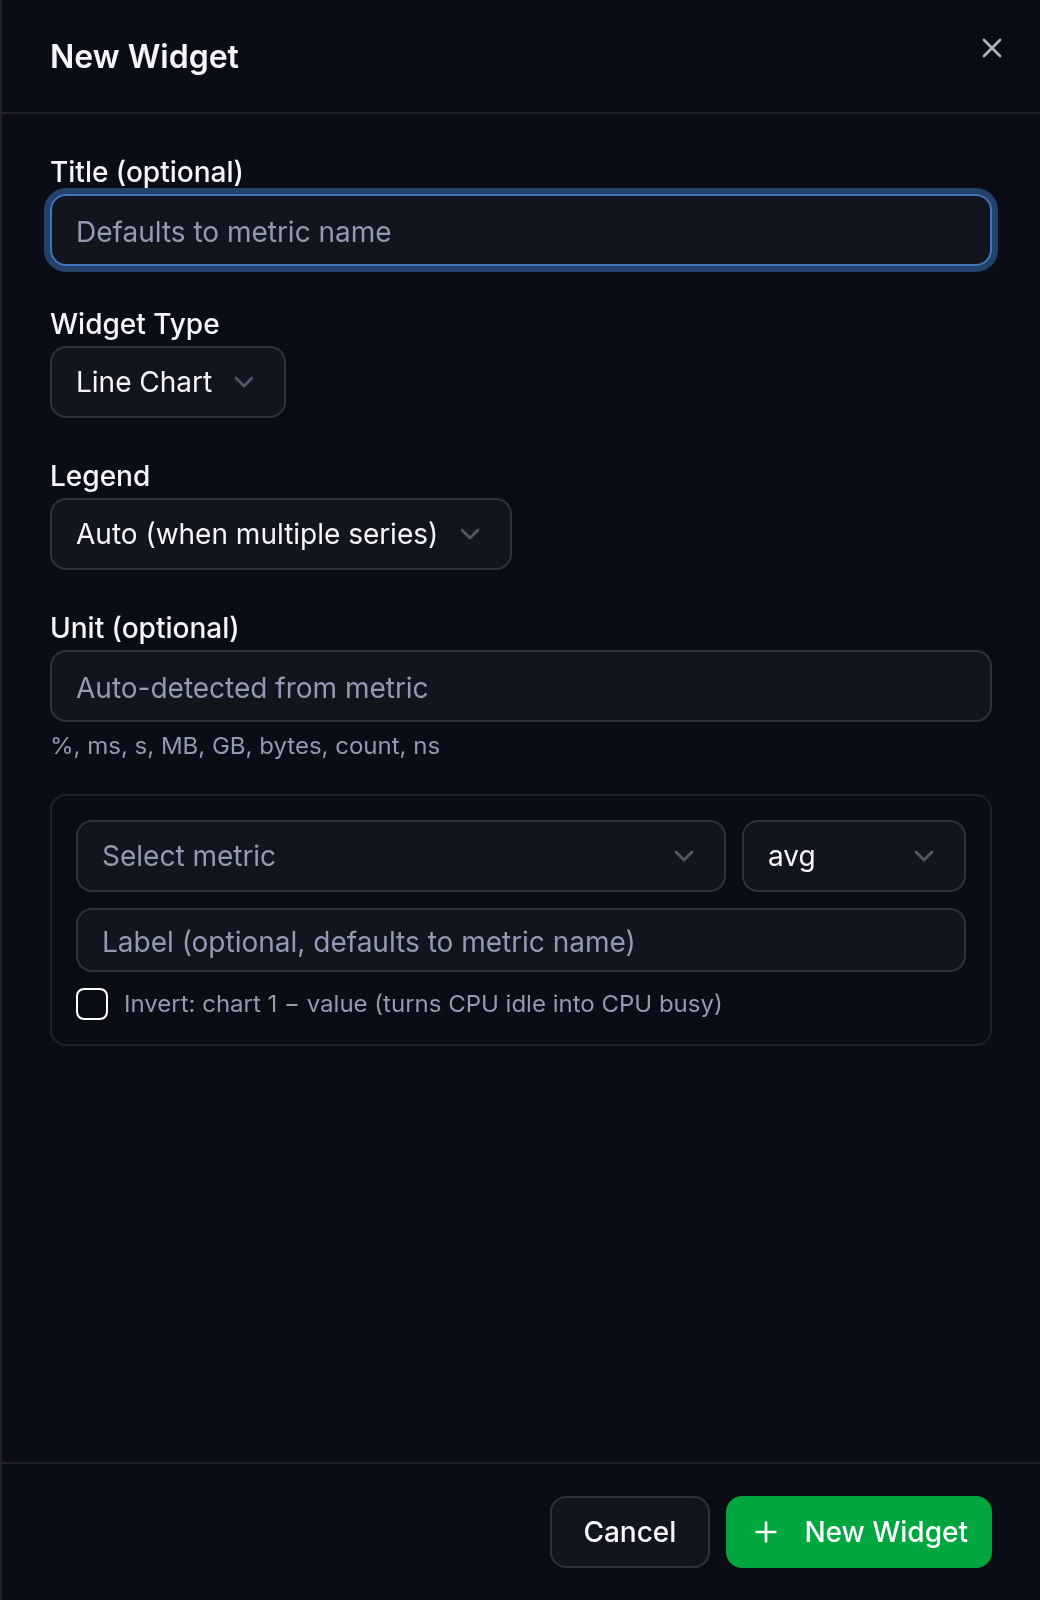 New Widget
Title (optional)
Defaults to metric name
Widget Type
Line Chart
Legend
Auto (when multiple series)
Unit (optional)
Auto-detected from metric
%, ms, s, MB, GB, bytes, count, ns
Select metric
avg
Label (optional, defaults to metric name)
Invert: chart 1 – value (turns CPU idle into CPU busy)
Cancel
New Widget